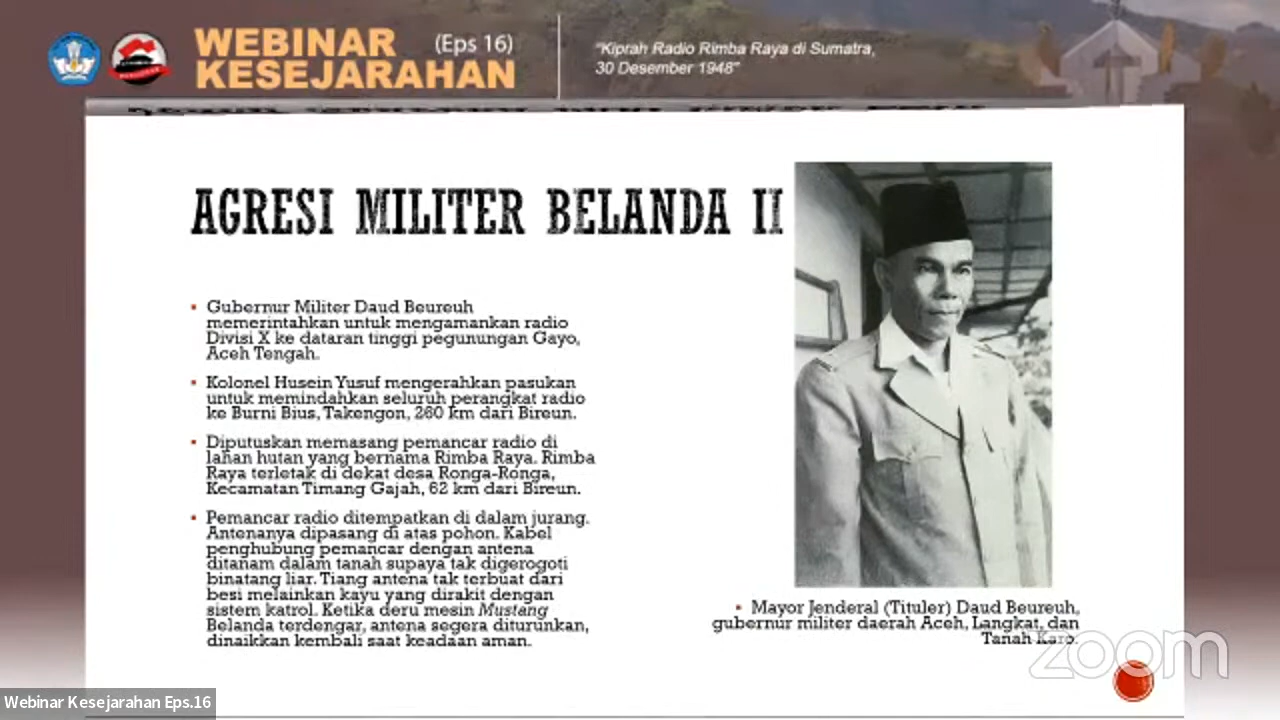 WEBINAR
KESEJARAHAN
(Eps 16)
"Kiprah Radio Rimba Raya di Sumatra,
30 Desember 1948"
AGRESI MILITER BELANDA II
▪ Gubernur Militer Daud Beureuh
memerintahkan untuk mengamankan radio
Divisi X ke dataran tinggi pegunungan Gayo,
Aceh Tengah.
▪ Kolonel Husein Yusuf mengerahkan pasukan
untuk memindahkan seluruh perangkat radio
ke Burni Bius, Takengon, 260 km dari Bireun.
▪ Diputuskan memasang pemancar radio di
lahan hutan yang bernama Rimba Raya. Rimba
Raya terletak di dekat desa Ronga-Ronga,
Kecamatan Timang Gajah, 62 km dari Bireun.
▪ Pemancar radio ditempatkan di dalam jurang.
Antenanya dipasang di atas pohon. Kabel
penghubung pemancar dengan antena
ditanam dalam tanah supaya tak digerogoti
binatang liar. Tiang antena tak terbuat dari
besi melainkan kayu yang dirakit dengan
sistem katrol. Ketika deru mesin Mustang
Belanda terdengar, antena segera diturunkan,
dinaikkan kembali saat keadaan aman.
▪ Mayor Jenderal (Tituler) Daud Beureuh,
gubernur militer daerah Aceh, Langkat, dan
Tanah Karo.
zoom
Webinar Kesejarahan Eps.16